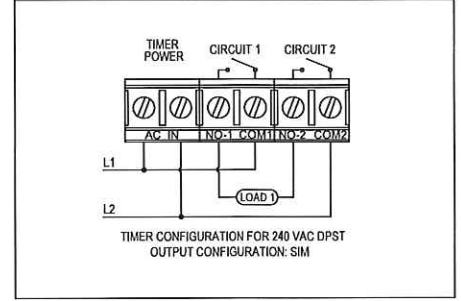 TIMER
POWER
CIRCUIT 1
CIRCUIT 2
AC IN NO-1 COM1 NO-2 COM2
L1
LOAD 1
L2
TIMER CONFIGURATION FOR 240 VAC DPST
OUTPUT CONFIGURATION: SIM